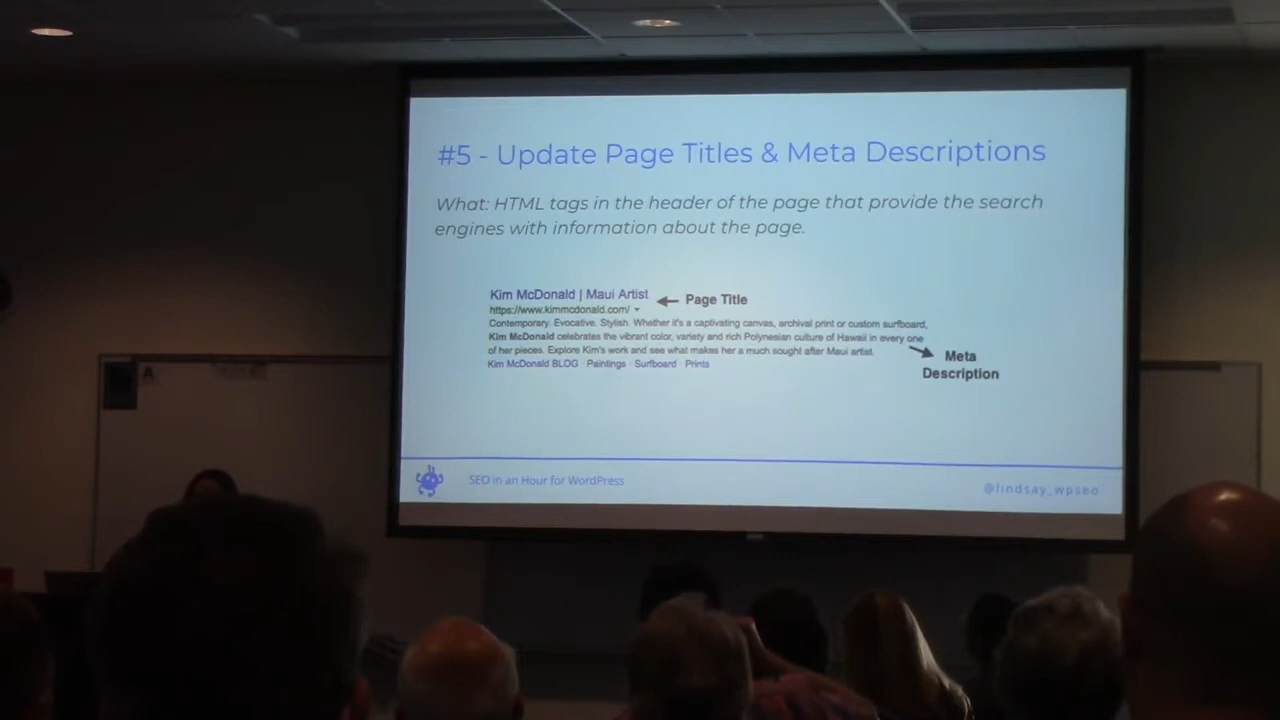 #5 - Update Page Titles & Meta Descriptions
What: HTML tags in the header of the page that provide the search
engines with information about the page.
Kim McDonald | Maui Artist
Page Title
https://www.kimmcdonald.com/
Contemporary. Evocative. Stylish. Whether it's a captivating canvas, archival print or custom surfboard,
Kim McDonald celebrates the vibrant color, variety and rich Polynesian culture of Hawaii in every one
of her pieces. Explore Kim's work and see what makes her a much sought after Maui artist.
Kim McDonald BLOG · Paintings · Surfboard · Prints
Meta
Description
SEO in an Hour for WordPress
@lindsay_wpseo
A